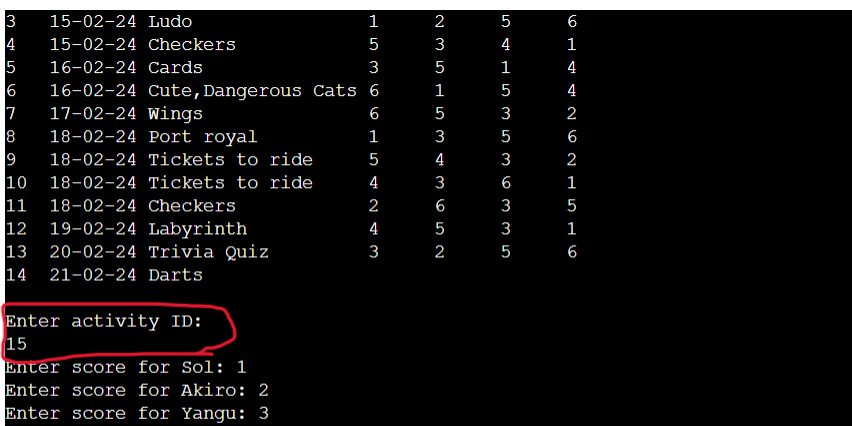 3 15-02-24 Ludo 1 2 5 6
4 15-02-24 Checkers 5 3 4 1
5 16-02-24 Cards 3 5 1 4
6 16-02-24 Cute,Dangerous Cats 6 1 5 4
7 17-02-24 Wings 6 5 3 2
8 18-02-24 Port royal 1 3 5 6
9 18-02-24 Tickets to ride 5 4 3 2
10 18-02-24 Tickets to ride 4 3 6 1
11 18-02-24 Checkers 2 6 3 5
12 19-02-24 Labyrinth 4 5 3 1
13 20-02-24 Trivia Quiz 3 2 5 6
14 21-02-24 Darts
Enter activity ID:
15
Enter score for Sol: 1
Enter score for Akiro: 2
Enter score for Yangu: 3